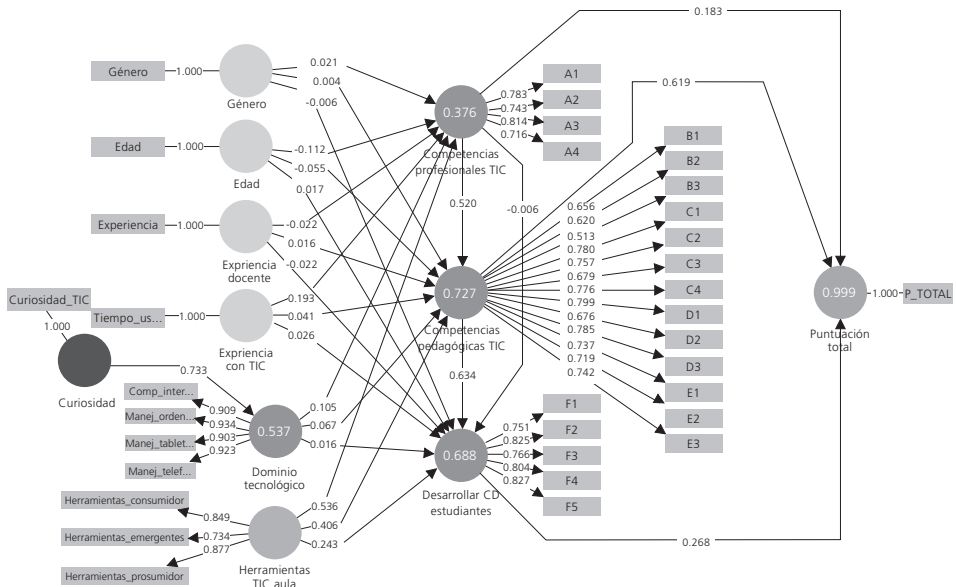 0.183
Género
1.000
Género
0.021
0.004
-0.006
0.376
Competencias
profesionales TIC
0.783
0.743
0.814
0.716
A1
A2
A3
A4
0.619
Edad
1.000
Edad
-0.112
-0.055
0.017
0.520
-0.006
Experiencia
1.000
Expriencia
docente
-0.022
0.016
-0.022
0.727
Competencias
pedagógicas TIC
0.656
0.620
0.513
0.780
0.757
0.679
0.776
0.799
0.676
0.785
0.737
0.719
0.742
B1
B2
B3
C1
C2
C3
C4
D1
D2
D3
E1
E2
E3
0.999
1.000
P_TOTAL
Puntuación
total
Curiosidad_TIC
1.000
Tiempo_us...
1.000
Expriencia
con TIC
0.193
0.041
0.026
Curiosidad
0.733
0.634
Comp_inter...
Manej_orden...
Manej_tablet...
Manej_telef...
0.909
0.934
0.903
0.923
0.537
Dominio
tecnológico
0.105
0.067
0.016
0.688
Desarrollar CD
estudiantes
0.751
0.825
0.766
0.804
0.827
F1
F2
F3
F4
F5
Herramientas_consumidor
Herramientas_emergentes
Herramientas_prosumidor
0.849
0.734
0.877
Herramientas
TIC aula
0.536
0.406
0.243
0.268